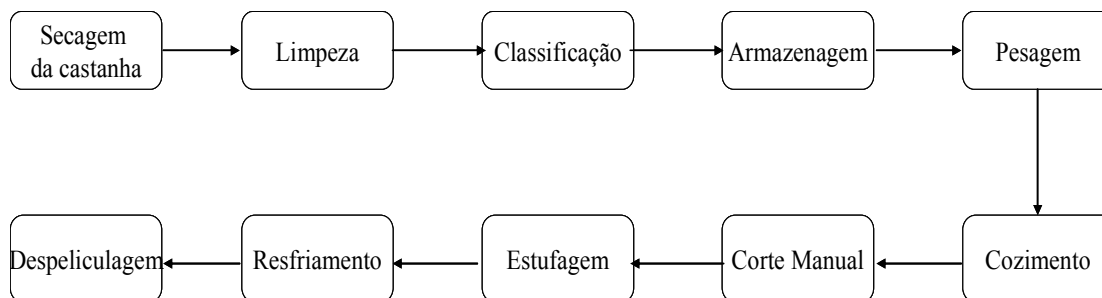 Secagem
da castanha
Limpeza
Classificação
Armazenagem
Pesagem
Cozimento
Corte Manual
Estufagem
Resfriamento
Despeliculagem